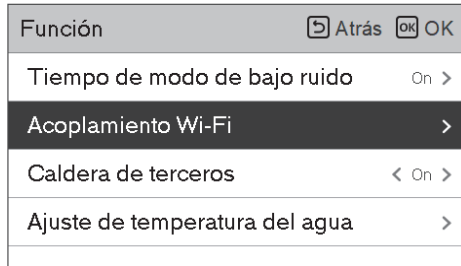 Función Atrás OK OK
Tiempo de modo de bajo ruido On >
Acoplamiento Wi-Fi >
Caldera de terceros < On >
Ajuste de temperatura del agua >